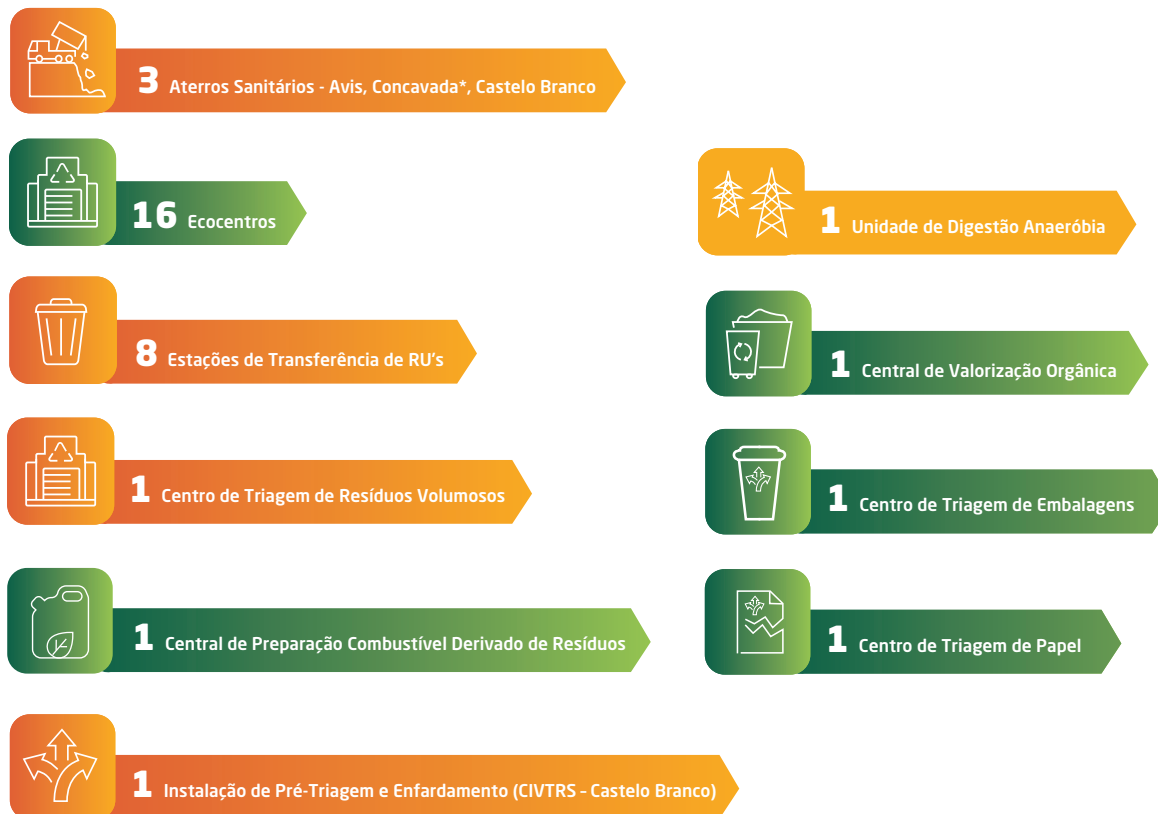 3 Aterros Sanitários - Avis, Concavada*, Castelo Branco
16 Ecocentros
8 Estações de Transferência de RU's
1 Centro de Triagem de Resíduos Volumosos
1 Central de Preparação Combustível Derivado de Resíduos
1 Instalação de Pré-Triagem e Enfardamento (CIVTRS – Castelo Branco)
1 Unidade de Digestão Anaeróbia
1 Central de Valorização Orgânica
1 Centro de Triagem de Embalagens
1 Centro de Triagem de Papel